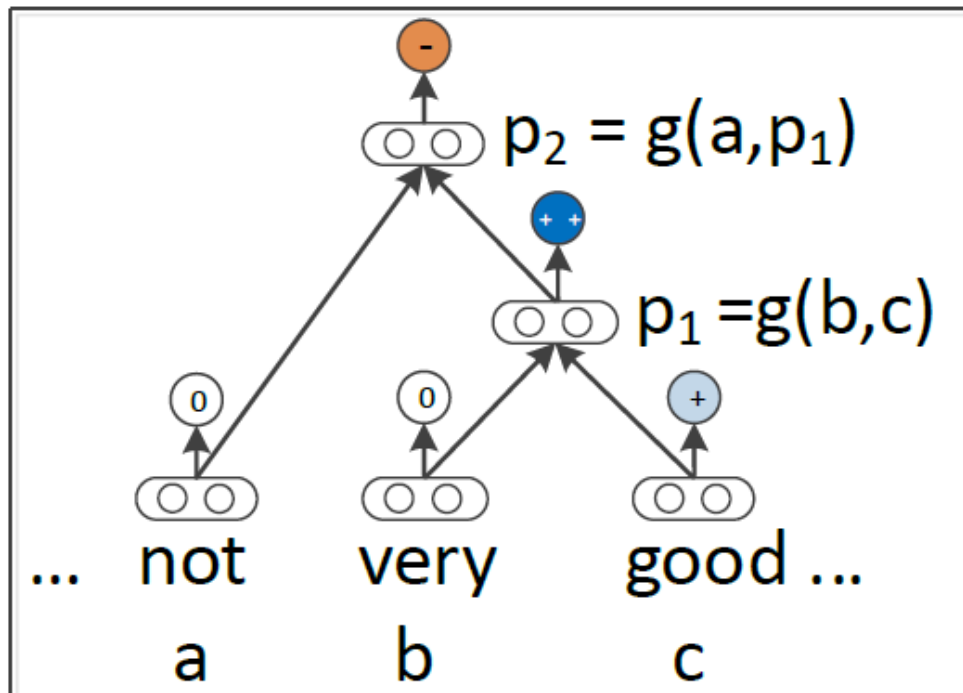 -
p₂ = g(a,p₁)
+ +
p₁ =g(b,c)
0 0 +
... not very good ...
a b c